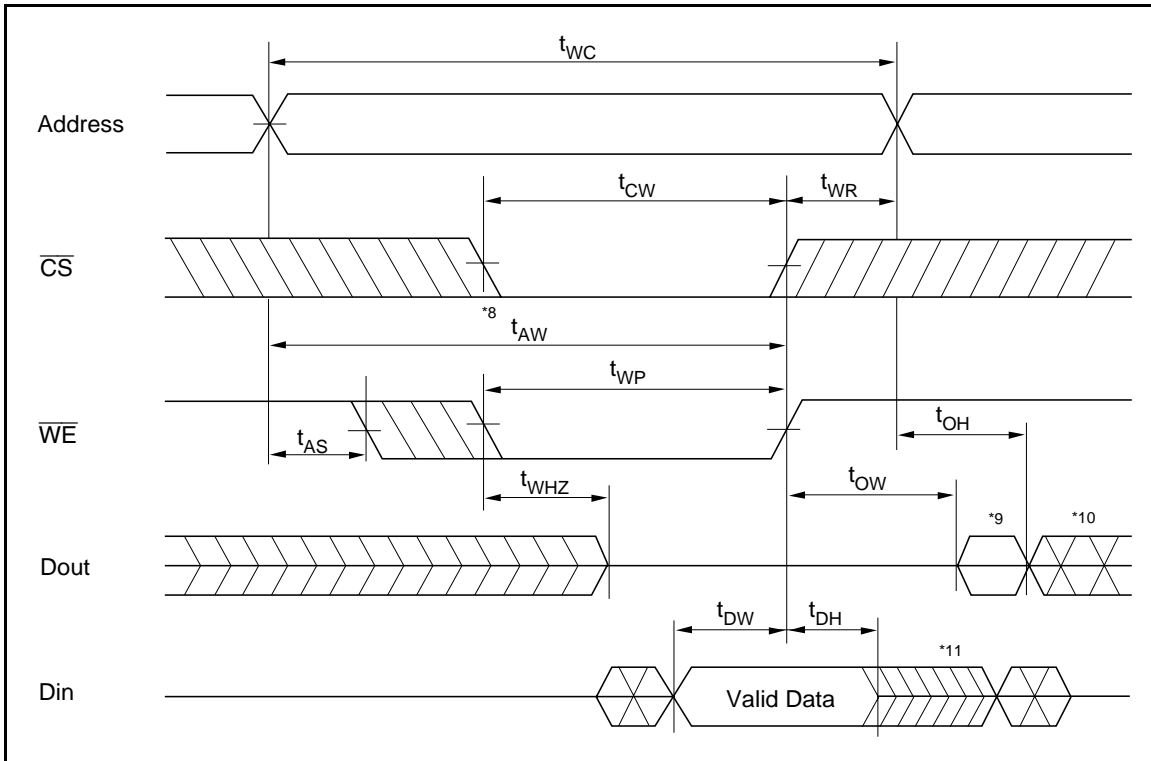 tWC
Address
tCW
tWR
CS
*8
tAW
tWP
WE
tAS
tOH
tWHZ
tOW
*9
*10
Dout
tDW
tDH
*11
Din
Valid Data